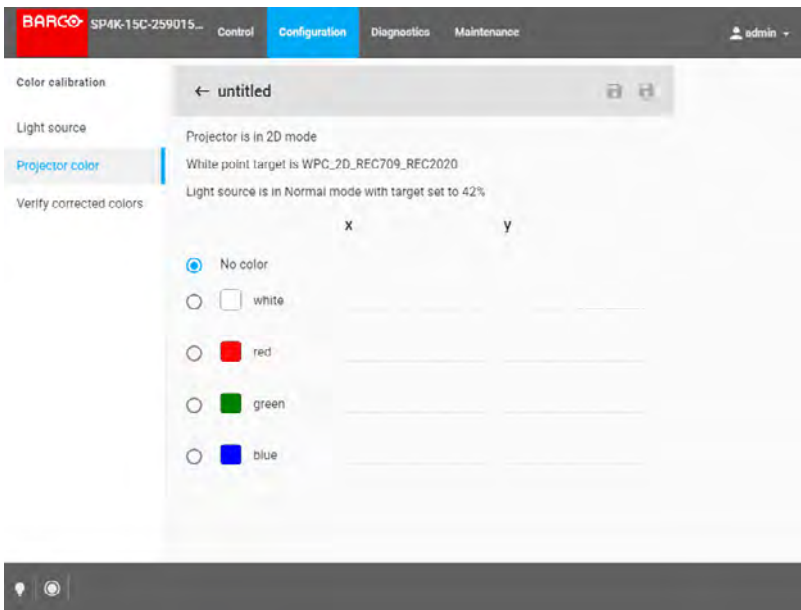 BARCO SP4K-15C-259015... Control Configuration Diagnostics Maintenance admin
Color calibration
← untitled
Light source
Projector color
Verify corrected colors
Projector is in 2D mode
White point target is WPC_2D_REC709_REC2020
Light source is in Normal mode with target set to 42%
x y
No color
white
red
green
blue